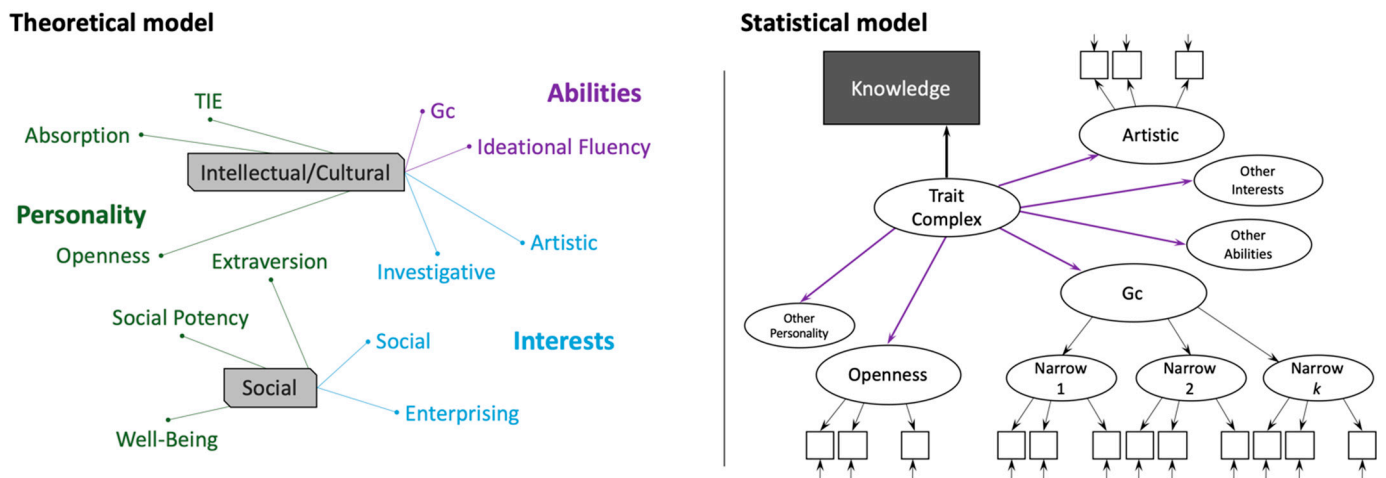 Theoretical model
TIE
Absorption
Intellectual/Cultural
Abilities
Gc
Ideational Fluency
Personality
Openness
Artistic
Investigative
Extraversion
Social Potency
Social
Interests
Social
Enterprising
Well-Being
Statistical model
Knowledge
Artistic
Trait
Complex
Other
Interests
Other
Abilities
Gc
Other
Personality
Openness
Narrow
1
Narrow
2
Narrow
k